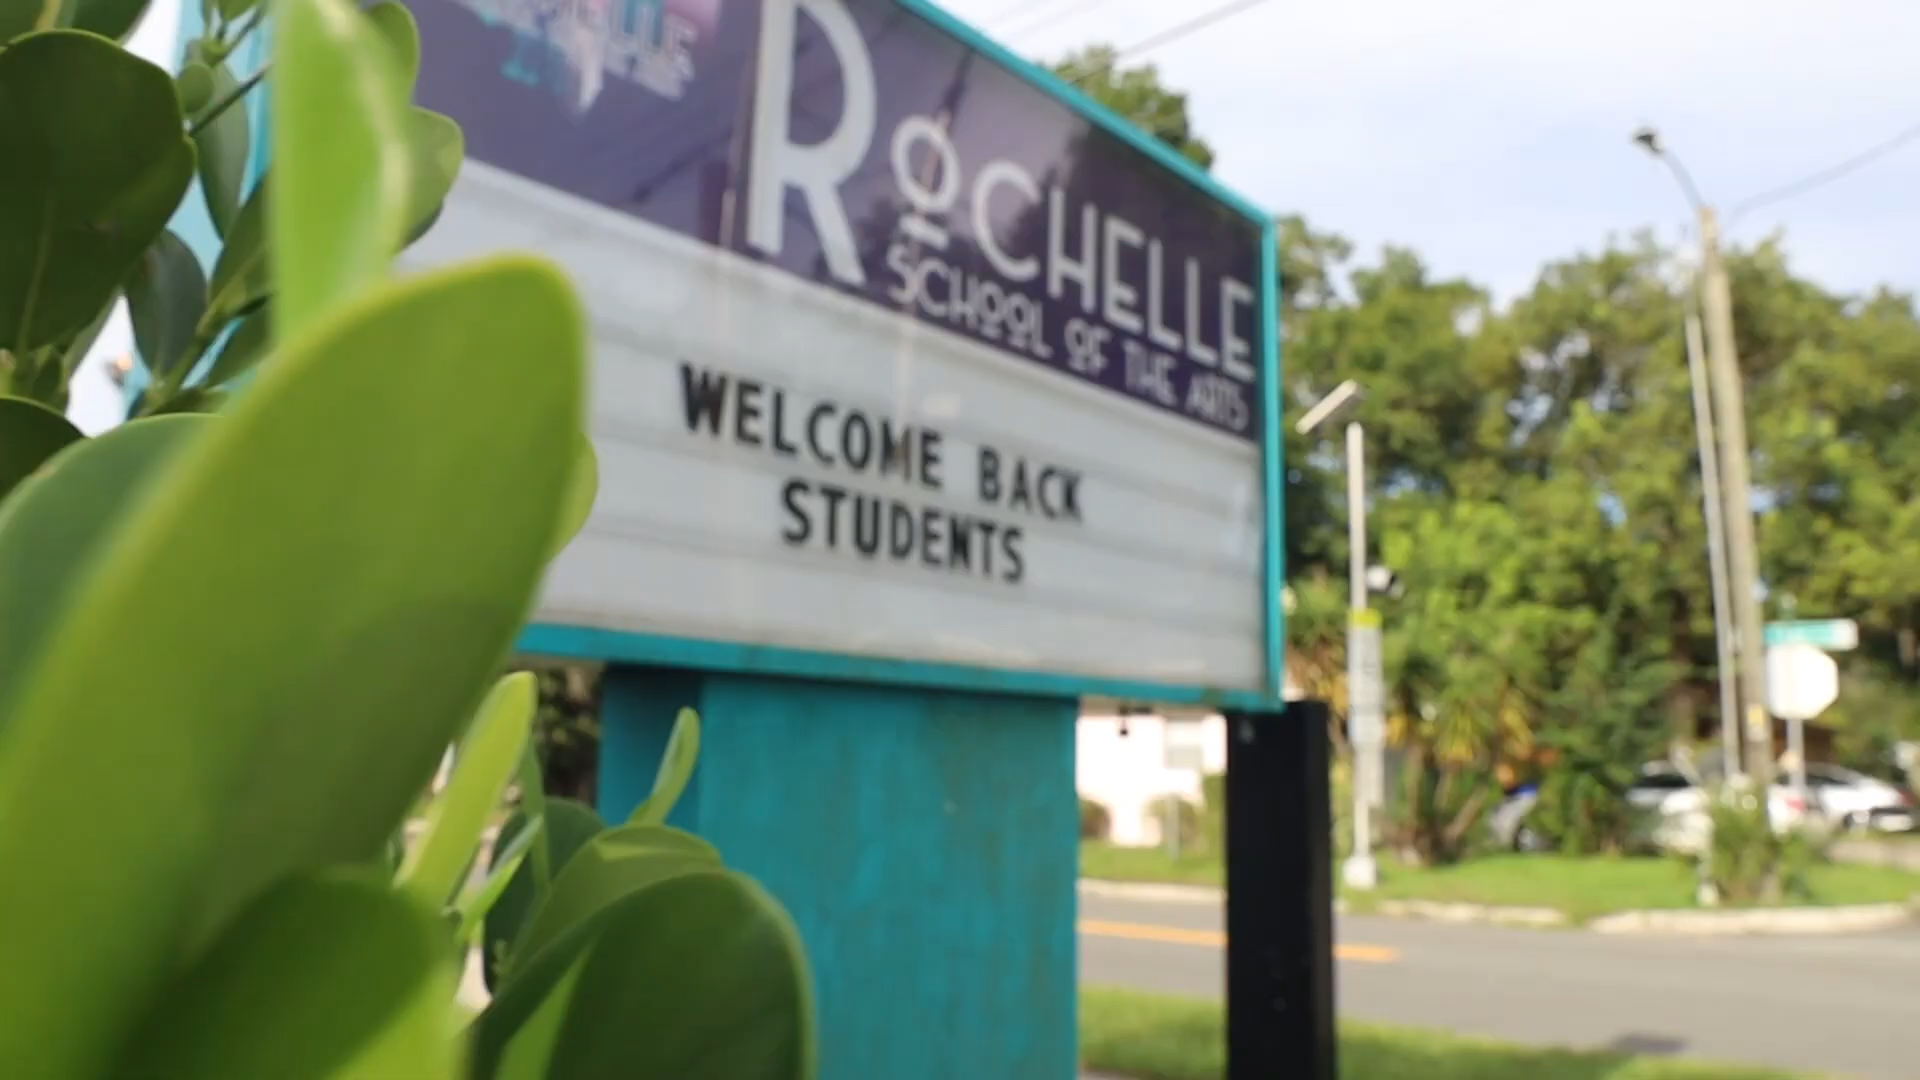 ROCHELLE
SCHOOL OF THE ARTS
WELCOME BACK
STUDENTS